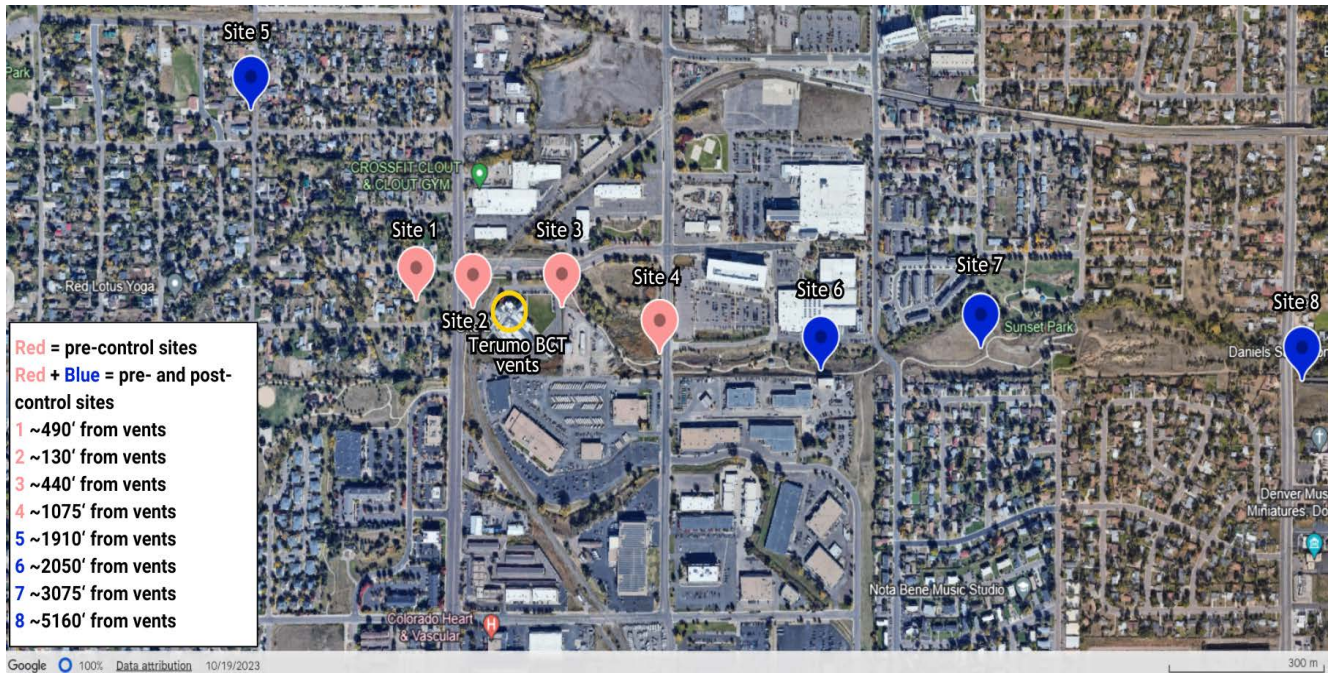 Site 5
Park
CROSSFIT CLOUT
& CLOUT GYM
Site 1
Site 3
Site 7
Site 4
Site 6
Red Lotus Yoga
Site 8
Site 2
Terumo BCT
vents
Sunset Park
Red = pre-control sites
Red + Blue = pre- and post-
control sites
1 ~490‘ from vents
2 ~130‘ from vents
3 ~440‘ from vents
4 ~1075‘ from vents
5 ~1910‘ from vents
6 ~2050‘ from vents
7 ~3075‘ from vents
8 ~5160‘ from vents
Daniels S
Denver Mus
Miniatures, Do
Nota Bene Music Studio
Colorado Heart
& Vascular
H
Google 100% Data attribution 10/19/2023
300 m